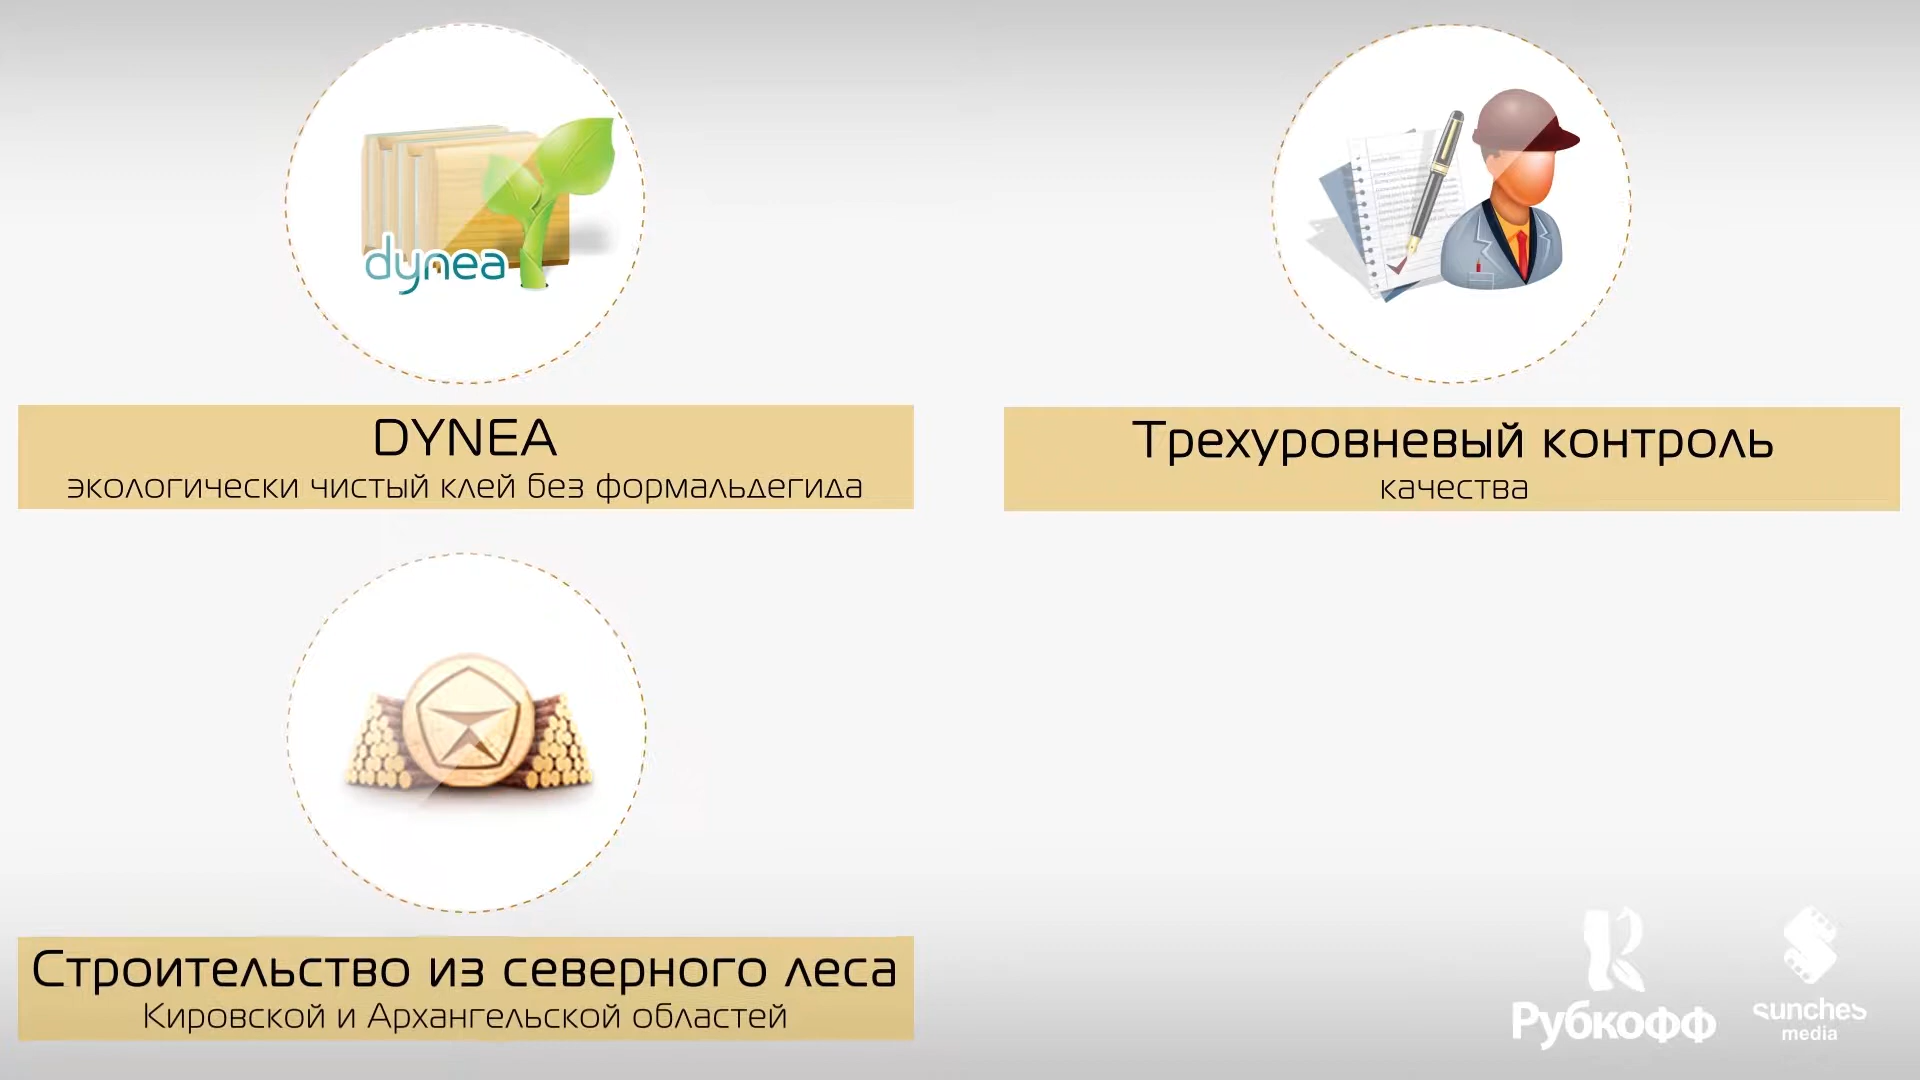 dynea
DYNEA
экологически чистый клей без формальдегида
Трехуровневый контроль
качества
Строительство из северного леса
Кировской и Архангельской областей
Рубкофф
sunches
media